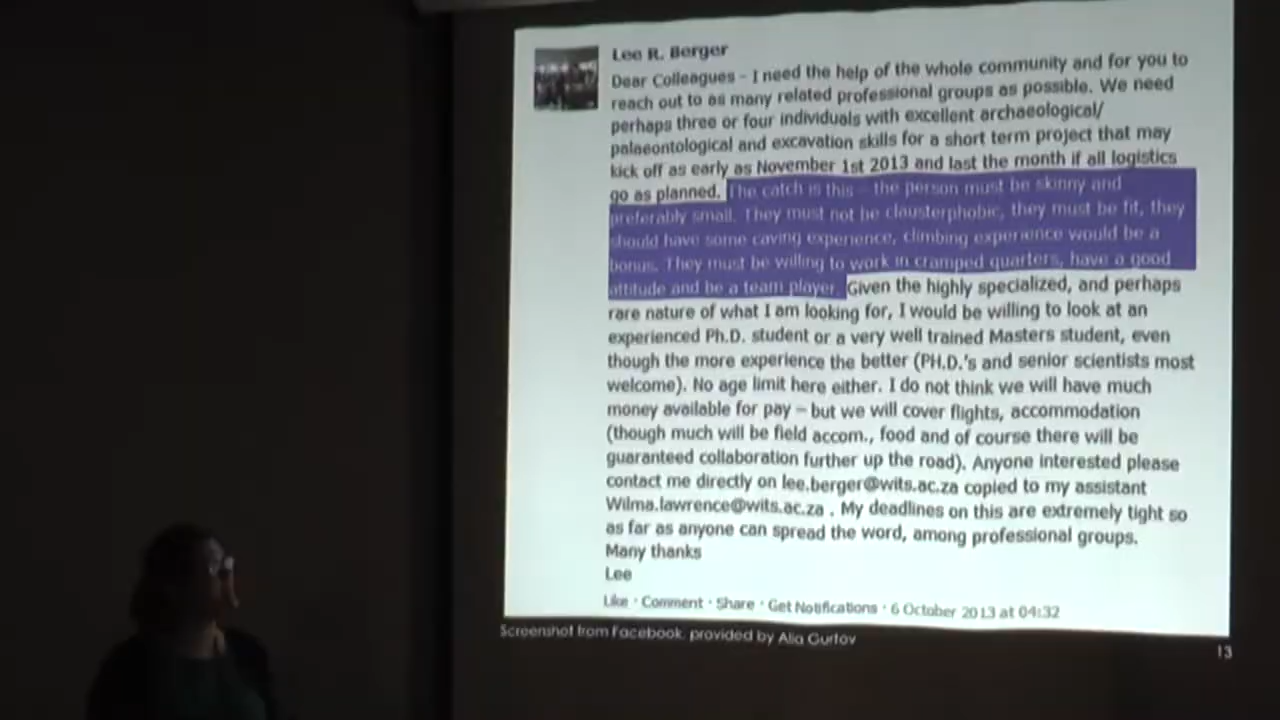 Lee R. Berger
Dear Colleagues - I need the help of the whole community and for you to
reach out to as many related professional groups as possible. We need
perhaps three or four individuals with excellent archaeological/
palaeontological and excavation skills for a short term project that may
kick off as early as November 1st 2013 and last the month if all logistics
go as planned. The catch is this - the person must be skinny and
preferably small. They must not be clausterphobic, they must be fit, they
should have some caving experience, climbing experience would be a
bonus. They must be willing to work in cramped quarters, have a good
attitude and be a team player. Given the highly specialized, and perhaps
rare nature of what I am looking for, I would be willing to look at an
experienced Ph.D. student or a very well trained Masters student, even
though the more experience the better (PH.D.'s and senior scientists most
welcome). No age limit here either. I do not think we will have much
money available for pay - but we will cover flights, accommodation
(though much will be field accom., food and of course there will be
guaranteed collaboration further up the road). Anyone interested please
contact me directly on lee.berger@wits.ac.za copied to my assistant
Wilma.lawrence@wits.ac.za . My deadlines on this are extremely tight so
as far as anyone can spread the word, among professional groups.
Many thanks
Lee
Like · Comment · Share · Get Notifications · 6 October 2013 at 04:32
Screenshot from Facebook, provided by Alia Gurtov
13